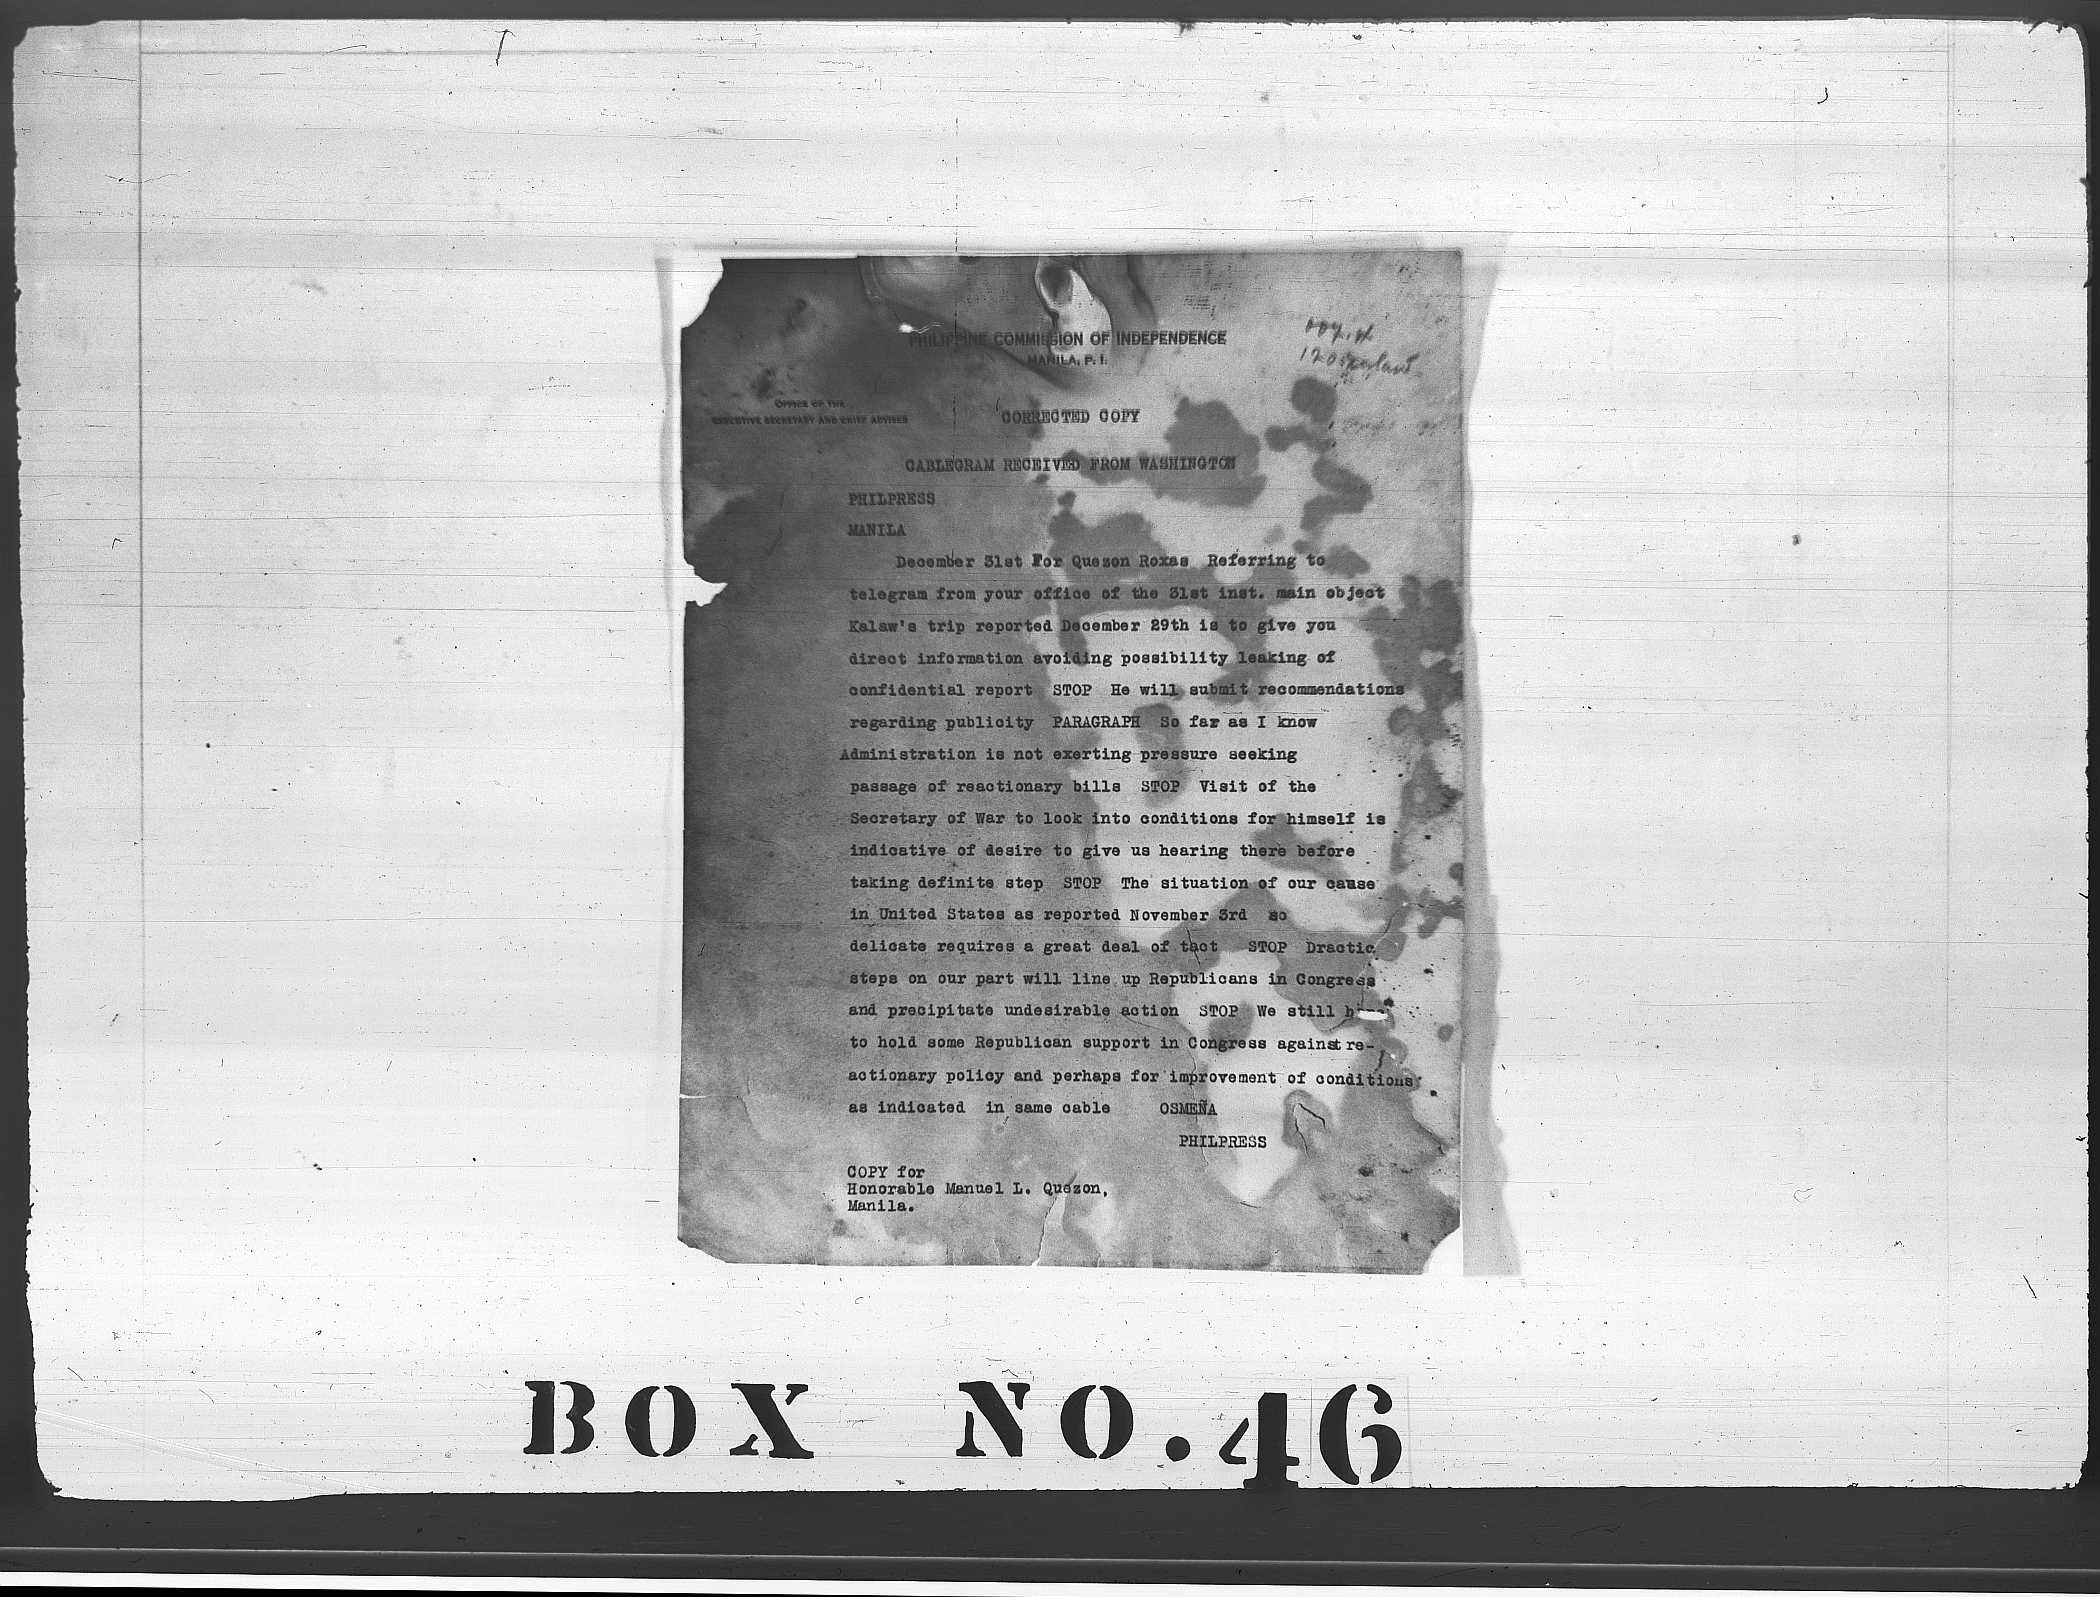 PHILIPPINE COMMISSION OF INDEPENDENCE
MANILA, P. I.
OFFICE OF THE
EXECUTIVE SECRETARY AND CHIEF ADVISER
CORRECTED COPY
CABLEGRAM RECEIVED FROM WASHINGTON
PHILPRESS
MANILA
December 31st For Quezon Roxas Referring to
telegram from your office of the 31st inst. main object
Kalaw's trip reported December 29th is to give you
direct information avoiding possibility leaking of
confidential report STOP He will submit recommendations
regarding publicity PARAGRAPH So far as I know
Administration is not exerting pressure seeking
passage of reactionary bills STOP Visit of the
Secretary of War to look into conditions for himself is
indicative of desire to give us hearing there before
taking definite step STOP The situation of our cause
in United States as reported November 3rd so
delicate requires a great deal of tact STOP Dractic
steps on our part will line up Republicans in Congress
and precipitate undesirable action STOP We still
to hold some Republican support in Congress against re-
actionary policy and perhaps for improvement of conditions
as indicated in same cable OSMEÑA
PHILPRESS
COPY for
Honorable Manuel L. Quezon,
Manila.
BOX NO. 46